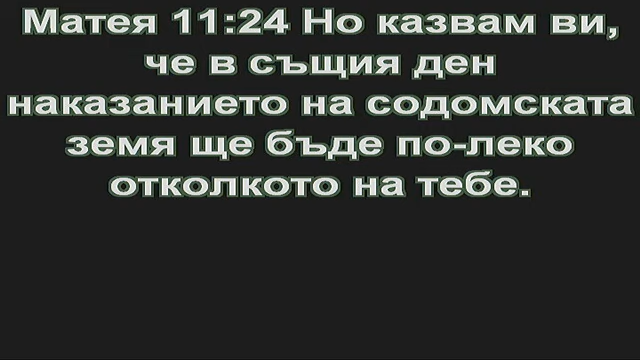 Матея 11:24 Но казвам ви,
че в същия ден
наказанието на содомската
земя ще бъде по-леко
отколкото на тебе.